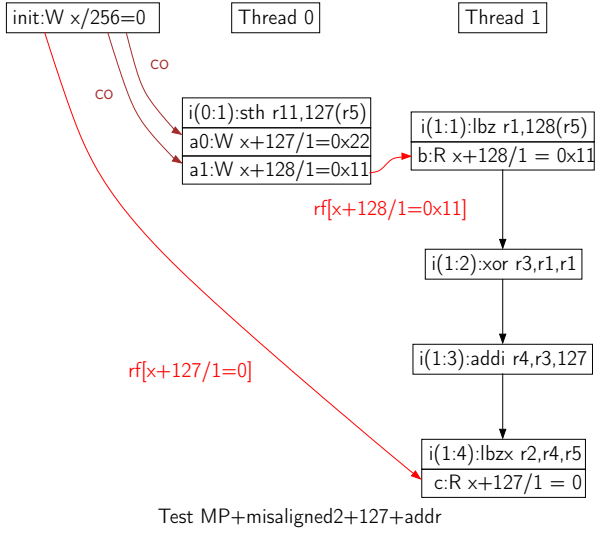 init:W x/256=0
Thread 0
Thread 1
co
co
i(0:1):sth r11,127(r5)
a0:W x+127/1=0x22
a1:W x+128/1=0x11
i(1:1):lbz r1,128(r5)
b:R x+128/1 = 0x11
rf[x+128/1=0x11]
i(1:2):xor r3,r1,r1
i(1:3):addi r4,r3,127
rf[x+127/1=0]
i(1:4):lbzx r2,r4,r5
c:R x+127/1 = 0
Test MP+misaligned2+127+addr